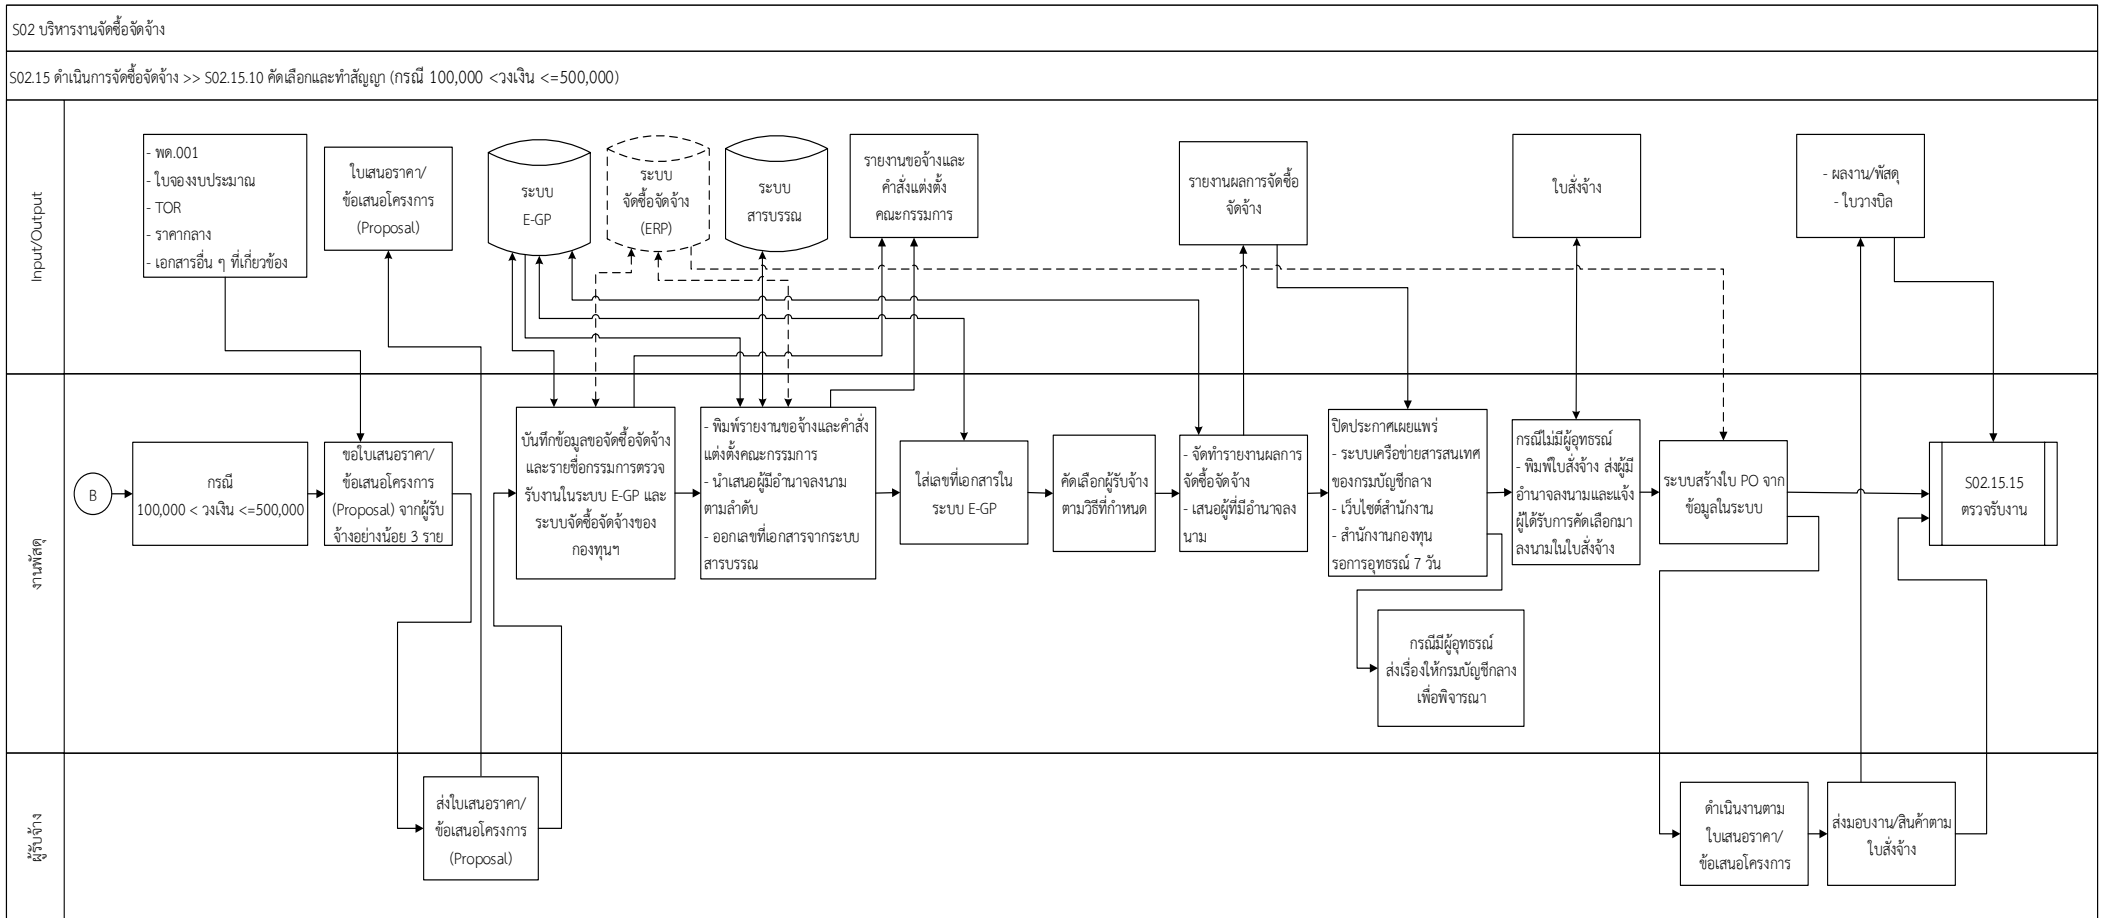 S02 บริหารงานจัดซื้อจัดจ้าง
S02.15 ดำเนินการจัดซื้อจัดจ้าง >> S02.15.10 คัดเลือกและทำสัญญา (กรณี 100,000 <วงเงิน <=500,000)
Input/Output
- พด.001
- ใบจองงบประมาณ
- TOR
- ราคากลาง
- เอกสารอื่น ๆ ที่เกี่ยวข้อง
ใบเสนอราคา/
ข้อเสนอโครงการ
(Proposal)
ระบบ
E-GP
ระบบ
จัดซื้อจัดจ้าง
(ERP)
ระบบ
สารบรรณ
รายงานขอจ้างและ
คำสั่งแต่งตั้ง
คณะกรรมการ
รายงานผลการจัดซื้อ
จัดจ้าง
ใบสั่งจ้าง
- ผลงาน/พัสดุ
- ใบวางบิล
งานพัสดุ
B
กรณี
100,000 < วงเงิน <=500,000
ขอใบเสนอราคา/
ข้อเสนอโครงการ
(Proposal) จากผู้รับ
จ้างอย่างน้อย 3 ราย
บันทึกข้อมูลขอจัดซื้อจัดจ้าง
และรายชื่อกรรมการตรวจ
รับงานในระบบ E-GP และ
ระบบจัดซื้อจัดจ้างของ
กองทุนฯ
- พิมพ์รายงานขอจ้างและคำสั่ง
แต่งตั้งคณะกรรมการ
- นำเสนอผู้มีอำนาจลงนาม
ตามลำดับ
- ออกเลขที่เอกสารจากระบบ
สารบรรณ
ใส่เลขที่เอกสารใน
ระบบ E-GP
คัดเลือกผู้รับจ้าง
ตามวิธีที่กำหนด
- จัดทำรายงานผลการ
จัดซื้อจัดจ้าง
- เสนอผู้ที่มีอำนาจลง
นาม
ปิดประกาศเผยแพร่
- ระบบเครือข่ายสารสนเทศ
ของกรมบัญชีกลาง
- เว็บไซต์สำนักงาน
- สำนักงานกองทุน
รอการอุทธรณ์ 7 วัน
กรณีไม่มีผู้อุทธรณ์
- พิมพ์ใบสั่งจ้าง ส่งผู้มี
อำนาจลงนามและแจ้ง
ผู้ได้รับการคัดเลือกมา
ลงนามในใบสั่งจ้าง
ระบบสร้างใบ PO จาก
ข้อมูลในระบบ
S02.15.15
ตรวจรับงาน
กรณีมีผู้อุทธรณ์
ส่งเรื่องให้กรมบัญชีกลาง
เพื่อพิจารณา
ผู้รับจ้าง
ส่งใบเสนอราคา/
ข้อเสนอโครงการ
(Proposal)
ดำเนินงานตาม
ใบเสนอราคา/
ข้อเสนอโครงการ
ส่งมอบงาน/สินค้าตาม
ใบสั่งจ้าง